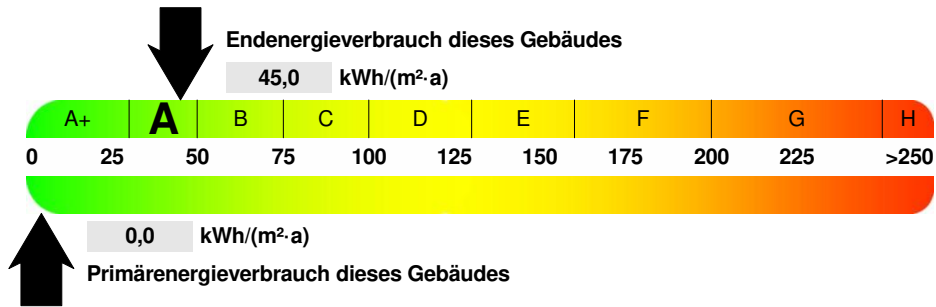 Endenergieverbrauch dieses Gebäudes
45,0 kWh/(m²·a)
A+ A B C D E F G H
0 25 50 75 100 125 150 175 200 225 >250
0,0 kWh/(m²·a)
Primärenergieverbrauch dieses Gebäudes